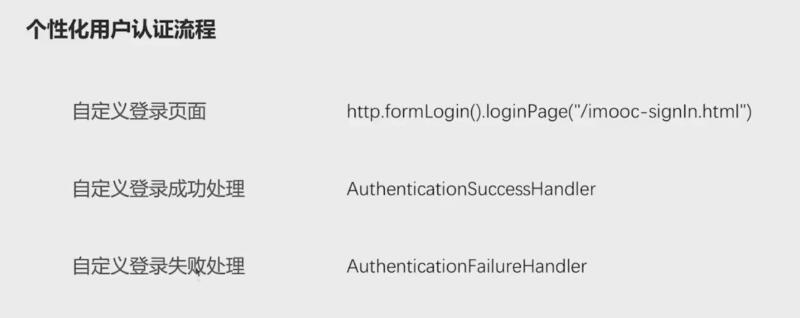 个性化用户认证流程
自定义登录页面 http.formLogin().loginPage("/imooc-signIn.html")
自定义登录成功处理 AuthenticationSuccessHandler
自定义登录失败处理 AuthenticationFailureHandler